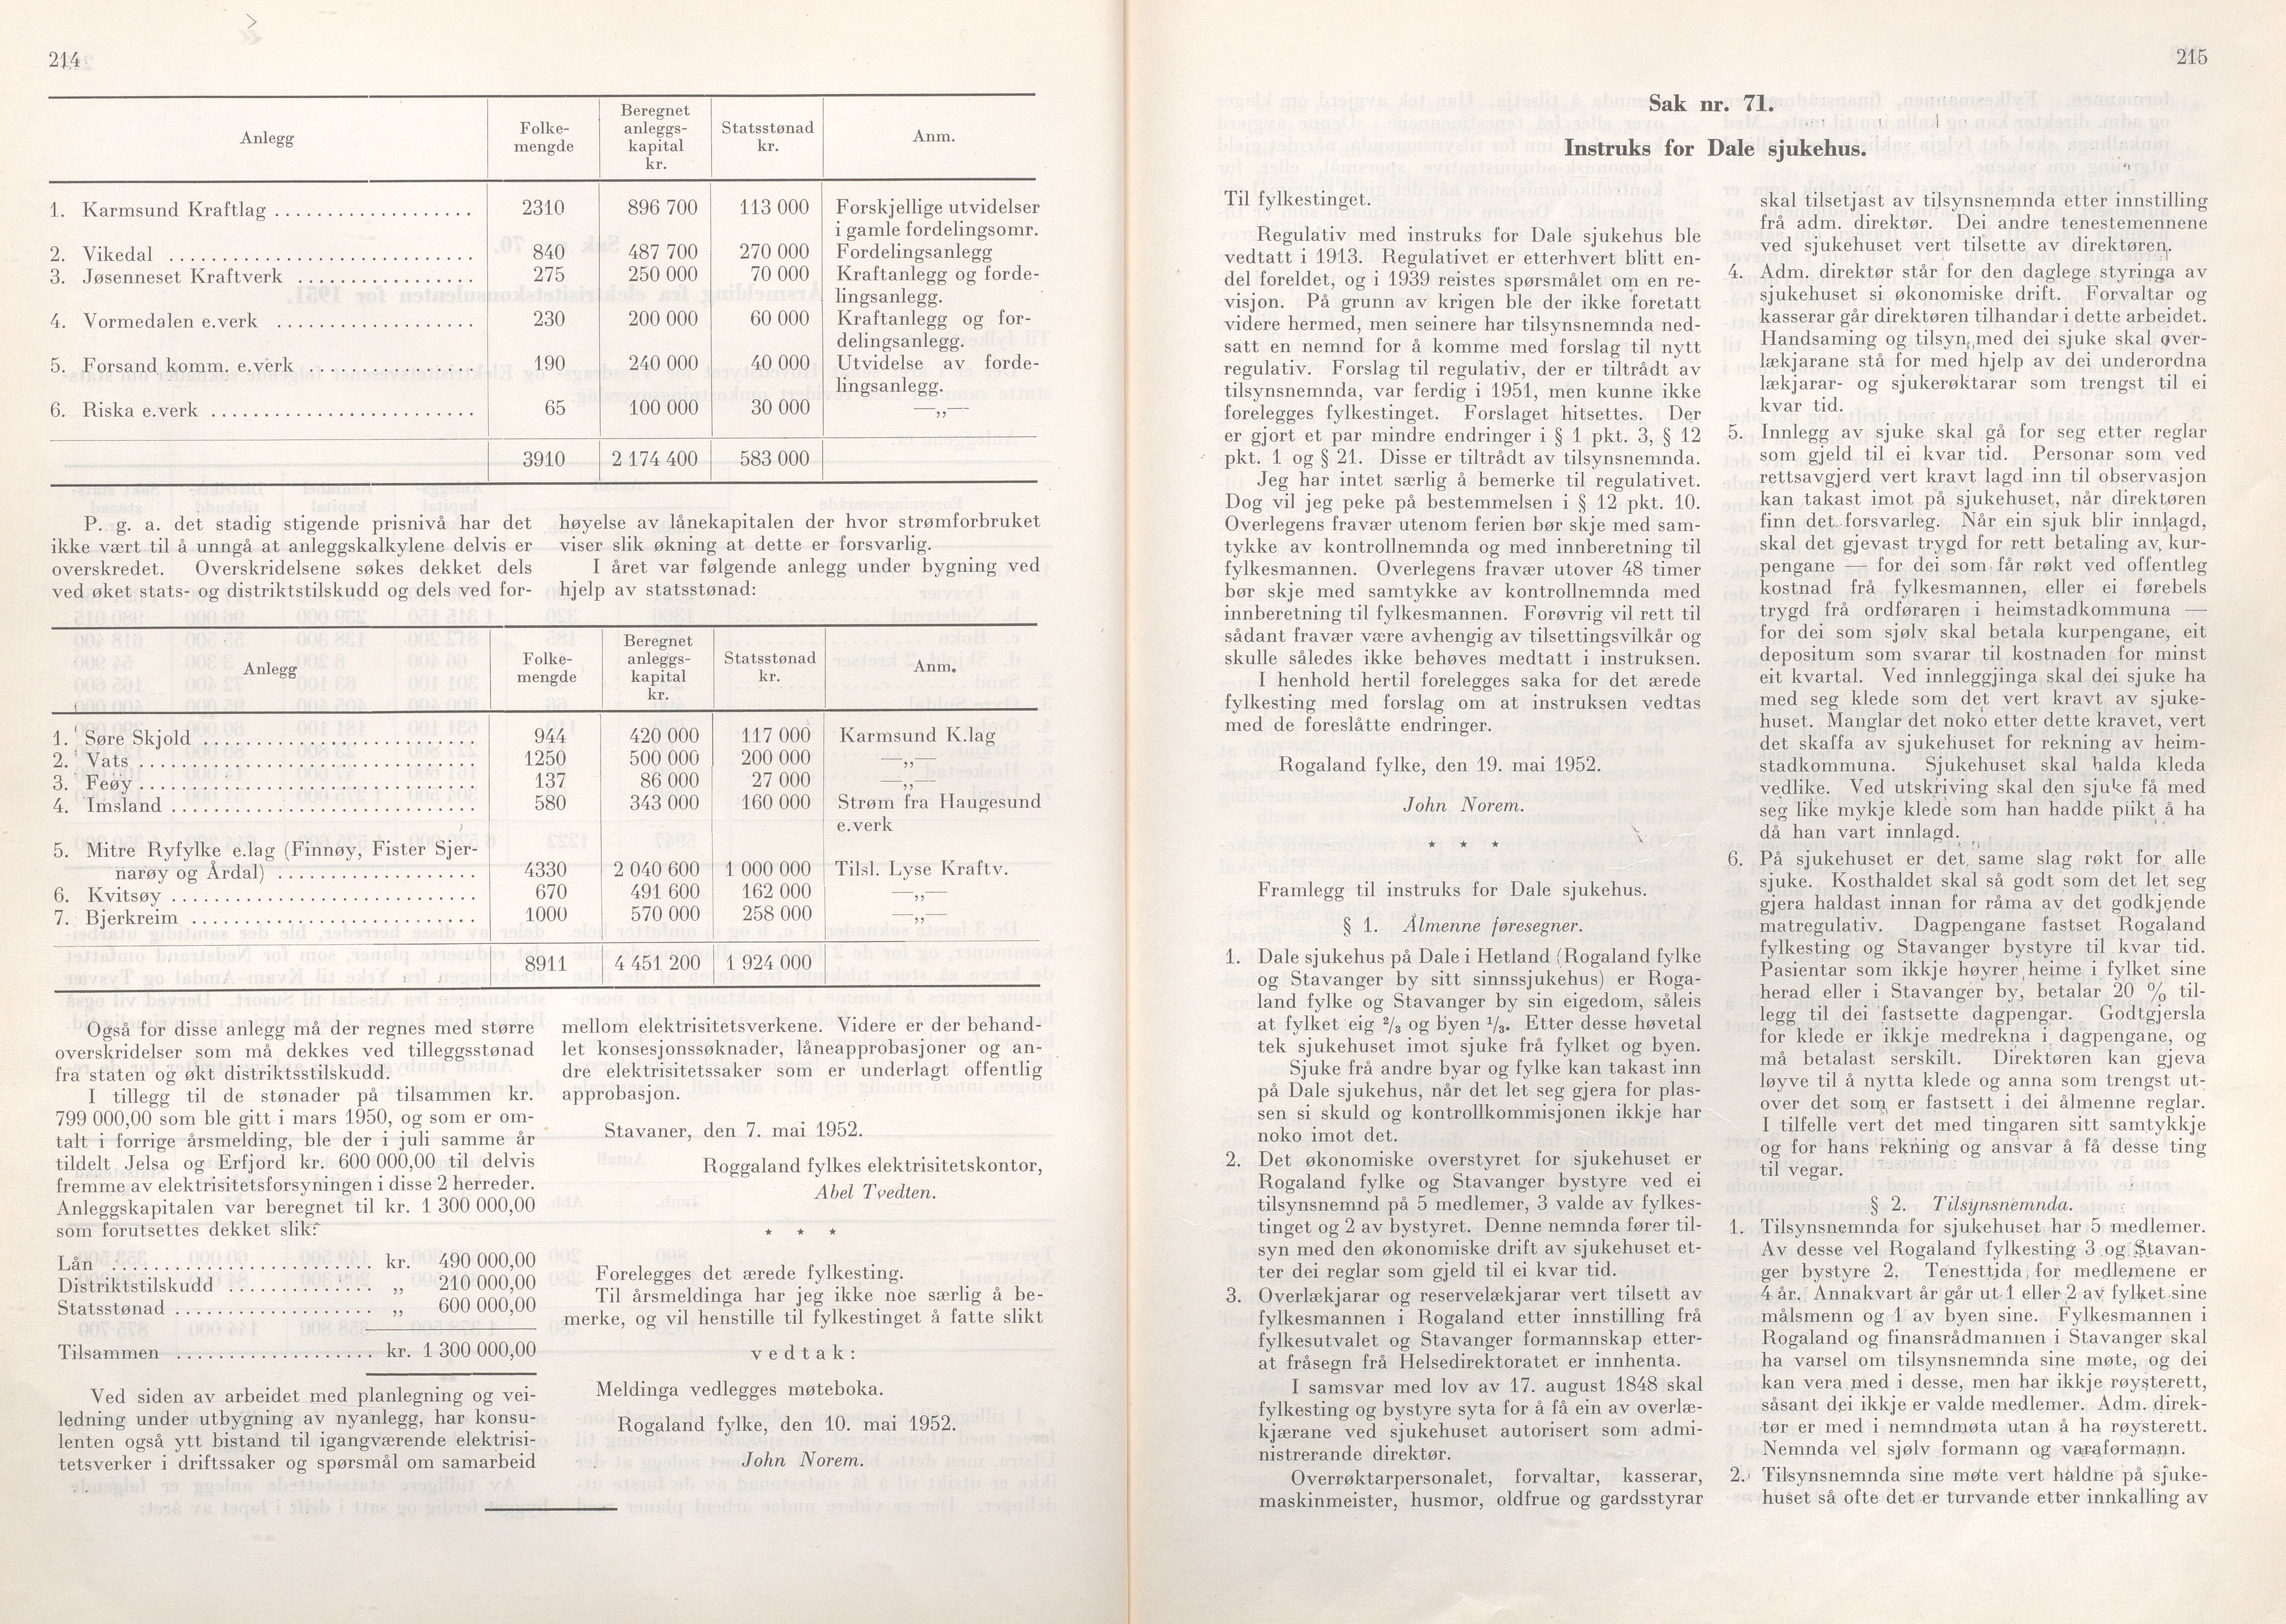 214
Anlegg
Folke-
mengde
Beregnet
anleggs-
kapital
kr.
Statsstønad
kr.
Anm.
1. Karmsund Kraftlag ................... 2310 896 700 113 000 Forskjellige utvidelser
i gamle fordelingsomr.
2. Vikedal ............................. 840 487 700 270 000 Fordelingsanlegg
3. Jøsenneset Kraftverk ................. 275 250 000 70 000 Kraftanlegg og forde-
lingsanlegg.
4. Vormedalen e.verk ................... 230 200 000 60 000 Kraftanlegg og for-
delingsanlegg.
5. Forsand komm. e.verk ................ 190 240 000 40 000 Utvidelse av forde-
lingsanlegg.
6. Riska e.verk ......................... 65 100 000 30 000 —„—
3910 2 174 400 583 000
P. g. a. det stadig stigende prisnivå har det
ikke vært til å unngå at anleggskalkylene delvis er
overskredet. Overskridelsene søkes dekket dels
ved øket stats- og distriktstilskudd og dels ved for-
høyelse av lånekapitalen der hvor strømforbruket
viser slik økning at dette er forsvarlig.
I året var følgende anlegg under bygning ved
hjelp av statsstønad:
Anlegg
Folke-
mengde
Beregnet
anleggs-
kapital
kr.
Statsstønad
kr.
Anm.
1. Søre Skjold .......................... 944 420 000 117 000 Karmsund K.lag
2. Vats ................................ 1250 500 000 200 000 —„—
3. Feøy ................................ 137 86 000 27 000 —„—
4. Imsland ............................. 580 343 000 160 000 Strøm fra Haugesund
e.verk
5. Mitre Ryfylke e.lag (Finnøy, Fister Sjer-
narøy og Årdal) ................... 4330 2 040 600 1 000 000 Tilsl. Lyse Kraftv.
6. Kvitsøy ............................. 670 491 600 162 000 —„—
7. Bjerkreim ........................... 1000 570 000 258 000 —„—
8911 4 451 200 1 924 000
Også for disse anlegg må der regnes med større
overskridelser som må dekkes ved tilleggsstønad
fra staten og økt distriktsstilskudd.
I tillegg til de stønader på tilsammen kr.
799 000,00 som ble gitt i mars 1950, og som er om-
talt i forrige årsmelding, ble der i juli samme år
tildelt Jelsa og Erfjord kr. 600 000,00 til delvis
fremme av elektrisitetsforsyningen i disse 2 herreder.
Anleggskapitalen var beregnet til kr. 1 300 000,00
som forutsettes dekket slik:
Lån ......................... kr. 490 000,00
Distriktstilskudd .............. „ 210 000,00
Statsstønad ................... „ 600 000,00
Tilsammen ................... kr. 1 300 000,00
Ved siden av arbeidet med planlegning og vei-
ledning under utbygning av nyanlegg, har konsu-
lenten også ytt bistand til igangværende elektrisi-
tetsverker i driftssaker og spørsmål om samarbeid
mellom elektrisitetsverkene. Videre er der behand-
let konsesjonssøknader, låneapprobasjoner og an-
dre elektrisitetssaker som er underlagt offentlig
approbasjon.
Stavaner, den 7. mai 1952.
Roggaland fylkes elektrisitetskontor,
Abel Tvedten.
* * *
Forelegges det ærede fylkesting.
Til årsmeldinga har jeg ikke noe særlig å be-
merke, og vil henstille til fylkestinget å fatte slikt
vedtak:
Meldinga vedlegges møteboka.
Rogaland fylke, den 10. mai 1952.
John Norem.
215
Sak nr. 71.
Instruks for Dale sjukehus.
Til fylkestinget.
Regulativ med instruks for Dale sjukehus ble
vedtatt i 1913. Regulativet er etterhvert blitt en-
del foreldet, og i 1939 reistes spørsmålet om en re-
visjon. På grunn av krigen ble der ikke foretatt
videre hermed, men seinere har tilsynsnemnda ned-
satt en nemnd for å komme med forslag til nytt
regulativ. Forslag til regulativ, der er tiltrådt av
tilsynsnemnda, var ferdig i 1951, men kunne ikke
forelegges fylkestinget. Forslaget hitsettes. Der
er gjort et par mindre endringer i § 1 pkt. 3, § 12
pkt. 1 og § 21. Disse er tiltrådt av tilsynsnemnda.
Jeg har intet særlig å bemerke til regulativet.
Dog vil jeg peke på bestemmelsen i § 12 pkt. 10.
Overlegens fravær utenom ferien bør skje med sam-
tykke av kontrollnemnda og med innberetning til
fylkesmannen. Overlegens fravær utover 48 timer
bør skje med samtykke av kontrollnemnda med
innberetning til fylkesmannen. Forøvrig vil rett til
sådant fravær være avhengig av tilsettingsvilkår og
skulle således ikke behøves medtatt i instruksen.
I henhold hertil forelegges saka for det ærede
fylkesting med forslag om at instruksen vedtas
med de foreslåtte endringer.
Rogaland fylke, den 19. mai 1952.
John Norem.
* * *
Framlegg til instruks for Dale sjukehus.
§ 1. Ålmenne føresegner.
1. Dale sjukehus på Dale i Hetland (Rogaland fylke
og Stavanger by sitt sinnssjukehus) er Roga-
land fylke og Stavanger by sin eigedom, såleis
at fylket eig ⅔ og byen ⅓. Etter desse høvetal
tek sjukehuset imot sjuke frå fylket og byen.
Sjuke frå andre byar og fylke kan takast inn
på Dale sjukehus, når det let seg gjera for plas-
sen si skuld og kontrollkommisjonen ikkje har
noko imot det.
2. Det økonomiske overstyret for sjukehuset er
Rogaland fylke og Stavanger bystyre ved ei
tilsynsnemnd på 5 medlemer, 3 valde av fylkes-
tinget og 2 av bystyret. Denne nemnda fører til-
syn med den økonomiske drift av sjukehuset et-
ter dei reglar som gjeld til ei kvar tid.
3. Overlækjarar og reservelækjarar vert tilsett av
fylkesmannen i Rogaland etter innstilling frå
fylkesutvalet og Stavanger formannskap etter-
at fråsegn frå Helsedirektoratet er innhenta.
I samsvar med lov av 17. august 1848 skal
fylkesting og bystyre syta for å få ein av overlæ-
kjærane ved sjukehuset autorisert som admi-
nistrerande direktør.
Overrøktarpersonalet, forvaltar, kasserar,
maskinmeister, husmor, oldfrue og gardsstyrar
skal tilsetjast av tilsynsnemnda etter innstilling
frå adm. direktør. Dei andre tenestemennene
ved sjukehuset vert tilsette av direktøren.
4. Adm. direktør står for den daglege styringa av
sjukehuset si økonomiske drift. Forvaltar og
kasserar går direktøren tilhandar i dette arbeidet.
Handsaming og tilsyn med dei sjuke skal over-
lækjarane stå for med hjelp av dei underordna
lækjarar- og sjukerøktarar som trengst til ei
kvar tid.
5. Innlegg av sjuke skal gå for seg etter reglar
som gjeld til ei kvar tid. Personar som ved
rettsavgjerd vert kravt lagd inn til observasjon
kan takast imot på sjukehuset, når direktøren
finn det forsvarleg. Når ein sjuk blir innlagd,
skal det gjevast trygd for rett betaling av kur-
pengane — for dei som får røkt ved offentleg
kostnad frå fylkesmannen, eller ei førebels
trygd frå ordføraren i heimstadkommuna —
for dei som sjølv skal betala kurpengane, eit
depositum som svarar til kostnaden for minst
eit kvartal. Ved innleggjinga skal dei sjuke ha
med seg klede som det vert kravt av sjuke-
huset. Manglar det noko etter dette kravet, vert
det skaffa av sjukehuset for rekning av heim-
stadkommuna. Sjukehuset skal halda kleda
vedlike. Ved utskriving skal den sjuke få med
seg like mykje klede som han hadde plikt å ha
då han vart innlagd.
6. På sjukehuset er det same slag røkt for alle
sjuke. Kosthaldet skal så godt som det let seg
gjera haldast innan for råma av det godkjende
matregulativ. Dagpengane fastset Rogaland
fylkesting og Stavanger bystyre til kvar tid.
Pasientar som ikkje høyrer heime i fylket sine
herad eller i Stavanger by, betalar 20 % til-
legg til dei fastsette dagpengar. Godtgjersla
for klede er ikkje medrekna i dagpengane, og
må betalast serskilt. Direktøren kan gjeva
løyve til å nytta klede og anna som trengst ut-
over det som er fastsett i dei ålmenne reglar.
I tilfelle vert det med tingaren sitt samtykkje
og for hans rekning og ansvar å få desse ting
til vegar.
§ 2. Tilsynsnemnda.
1. Tilsynsnemnda for sjukehuset har 5 medlemer.
Av desse vel Rogaland fylkesting 3 og Stavan-
ger bystyre 2. Tenesttida for medlemene er
4 år. Annakvart år går ut 1 eller 2 av fylket sine
målsmenn og 1 av byen sine. Fylkesmannen i
Rogaland og finansrådmannen i Stavanger skal
ha varsel om tilsynsnemnda sine møte, og dei
kan vera med i desse, men har ikkje røysterett,
såsant dei ikkje er valde medlemer. Adm. direk-
tør er med i nemndmøta utan å ha røysterett.
Nemnda vel sjølv formann og varaformann.
2. Tilsynsnemnda sine møte vert haldne på sjuke-
huset så ofte det er turvande etter innkalling av